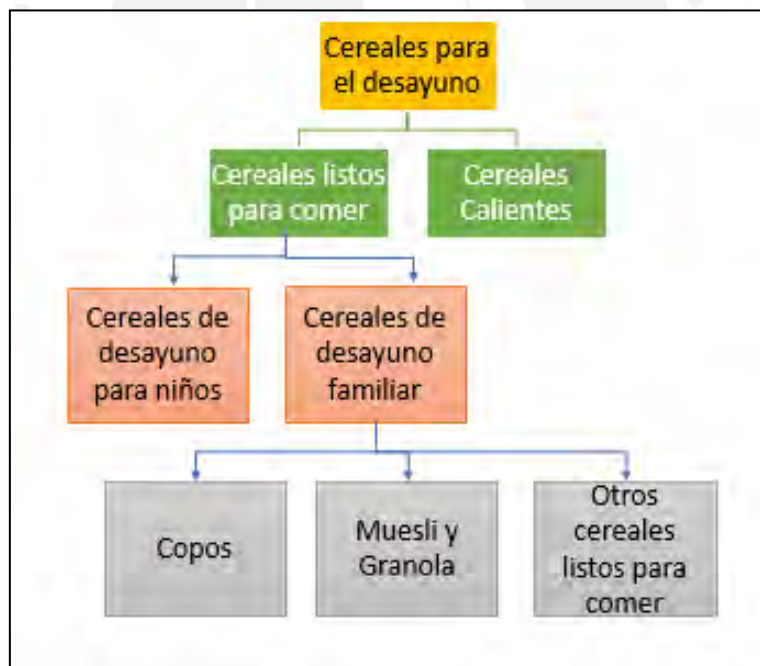 Cereales para
el desayuno
Cereales listos
para comer
Cereales
Calientes
Cereales de
desayuno
para niños
Cereales de
desayuno
familiar
Copos
Muesli y
Granola
Otros
cereales
listos para
comer